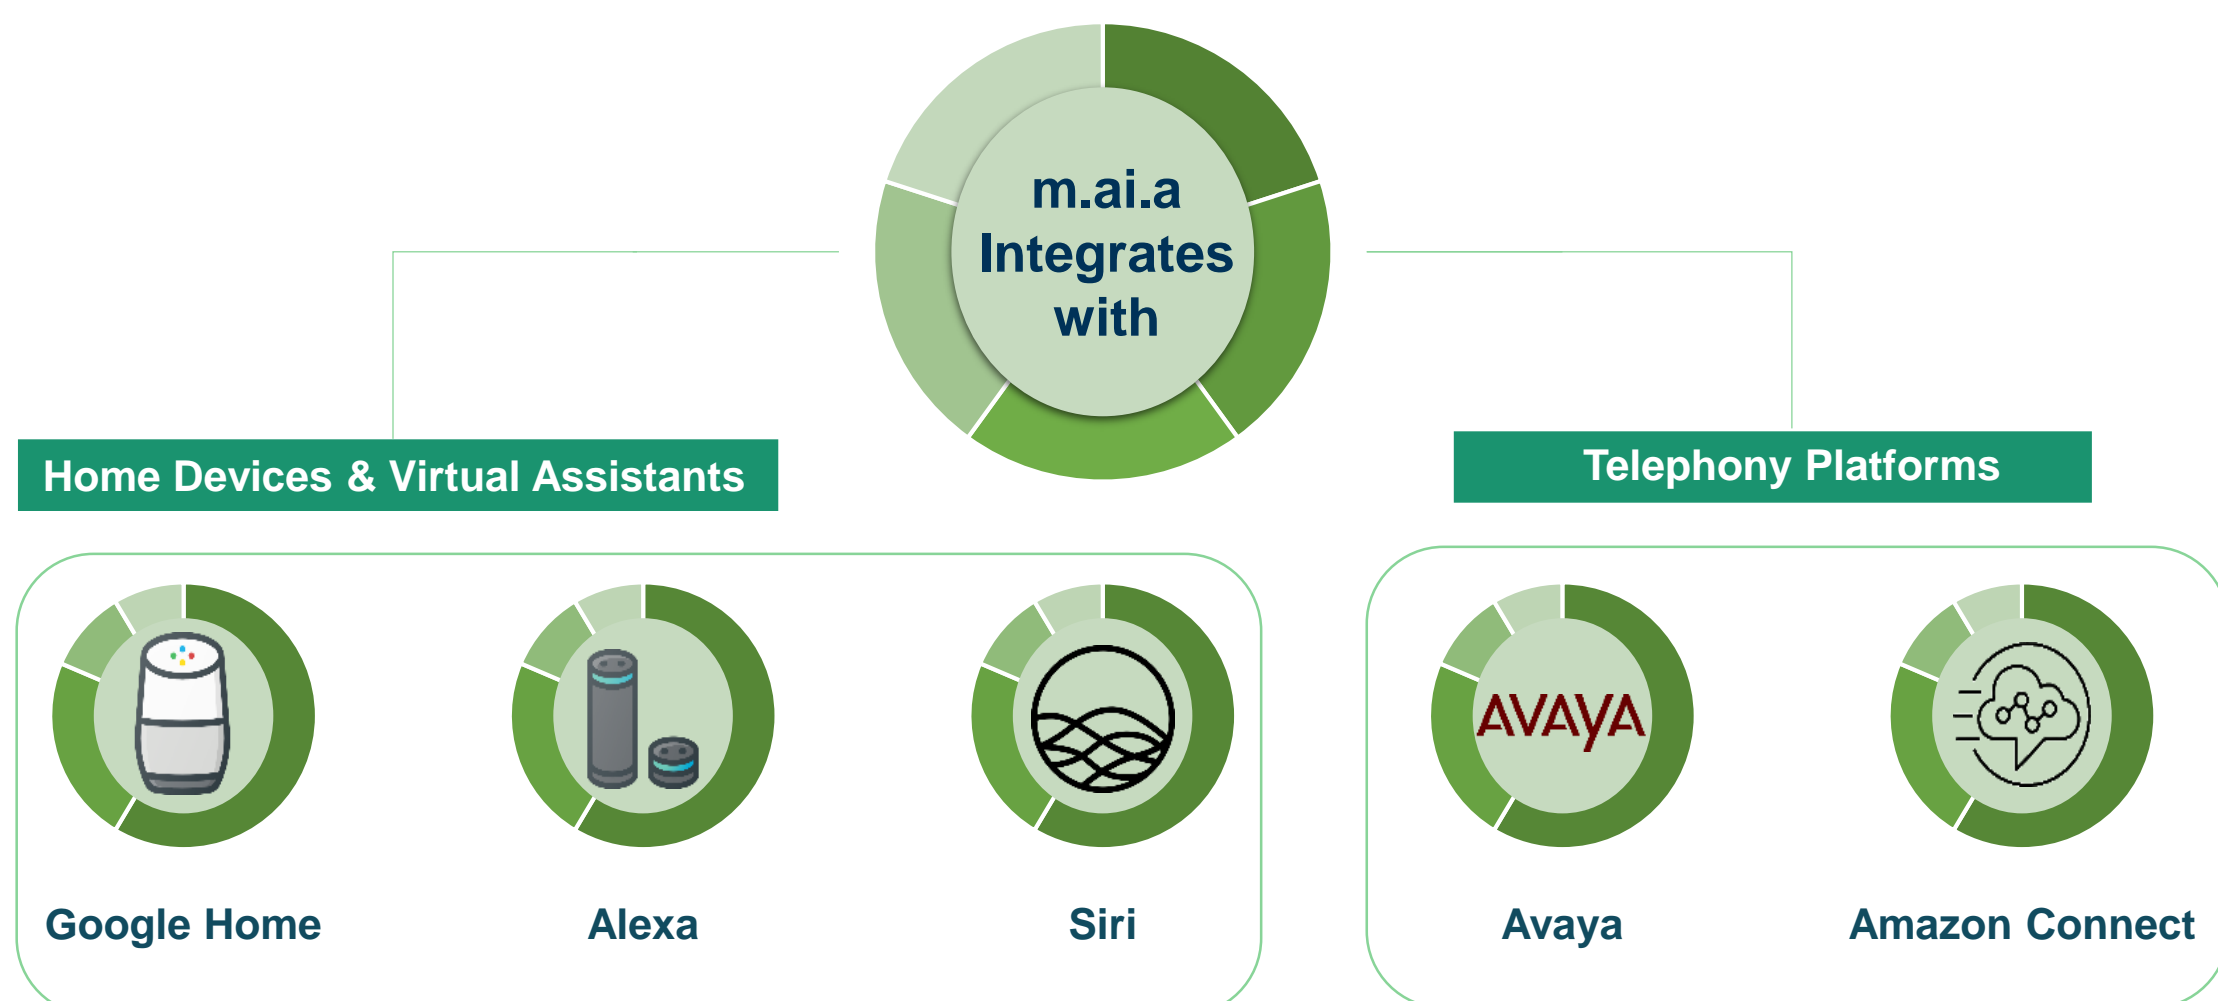 m.ai.a
Integrates
with
Home Devices & Virtual Assistants
Telephony Platforms
AVAYA
Google Home
Alexa
Siri
Avaya
Amazon Connect